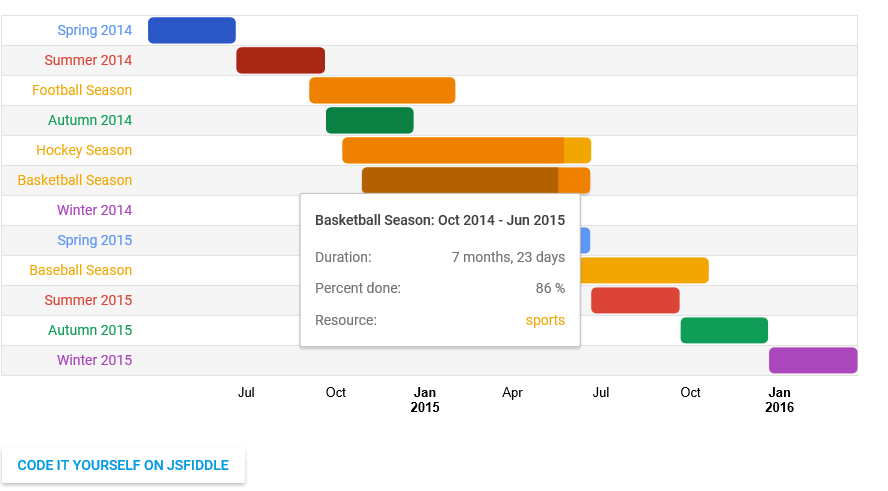 Spring 2014
Summer 2014
Football Season
Autumn 2014
Hockey Season
Basketball Season
Winter 2014
Spring 2015
Baseball Season
Summer 2015
Autumn 2015
Winter 2015
Basketball Season: Oct 2014 - Jun 2015
Duration: 7 months, 23 days
Percent done: 86 %
Resource: sports
Jul Oct Jan Apr Jul Oct Jan
2015 2016
CODE IT YOURSELF ON JSFIDDLE